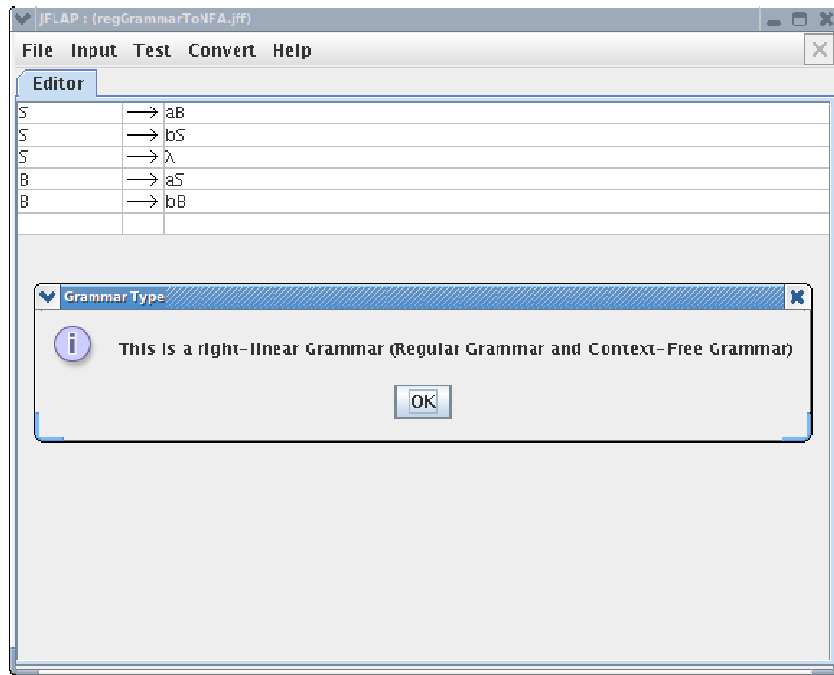 JFLAP : (regGrammarToNFA.jff)
File Input Test Convert Help
Editor
S → aB
S → bS
S → λ
B → aS
B → bB
Grammar Type
This is a right-linear Grammar (Regular Grammar and Context-Free Grammar)
OK